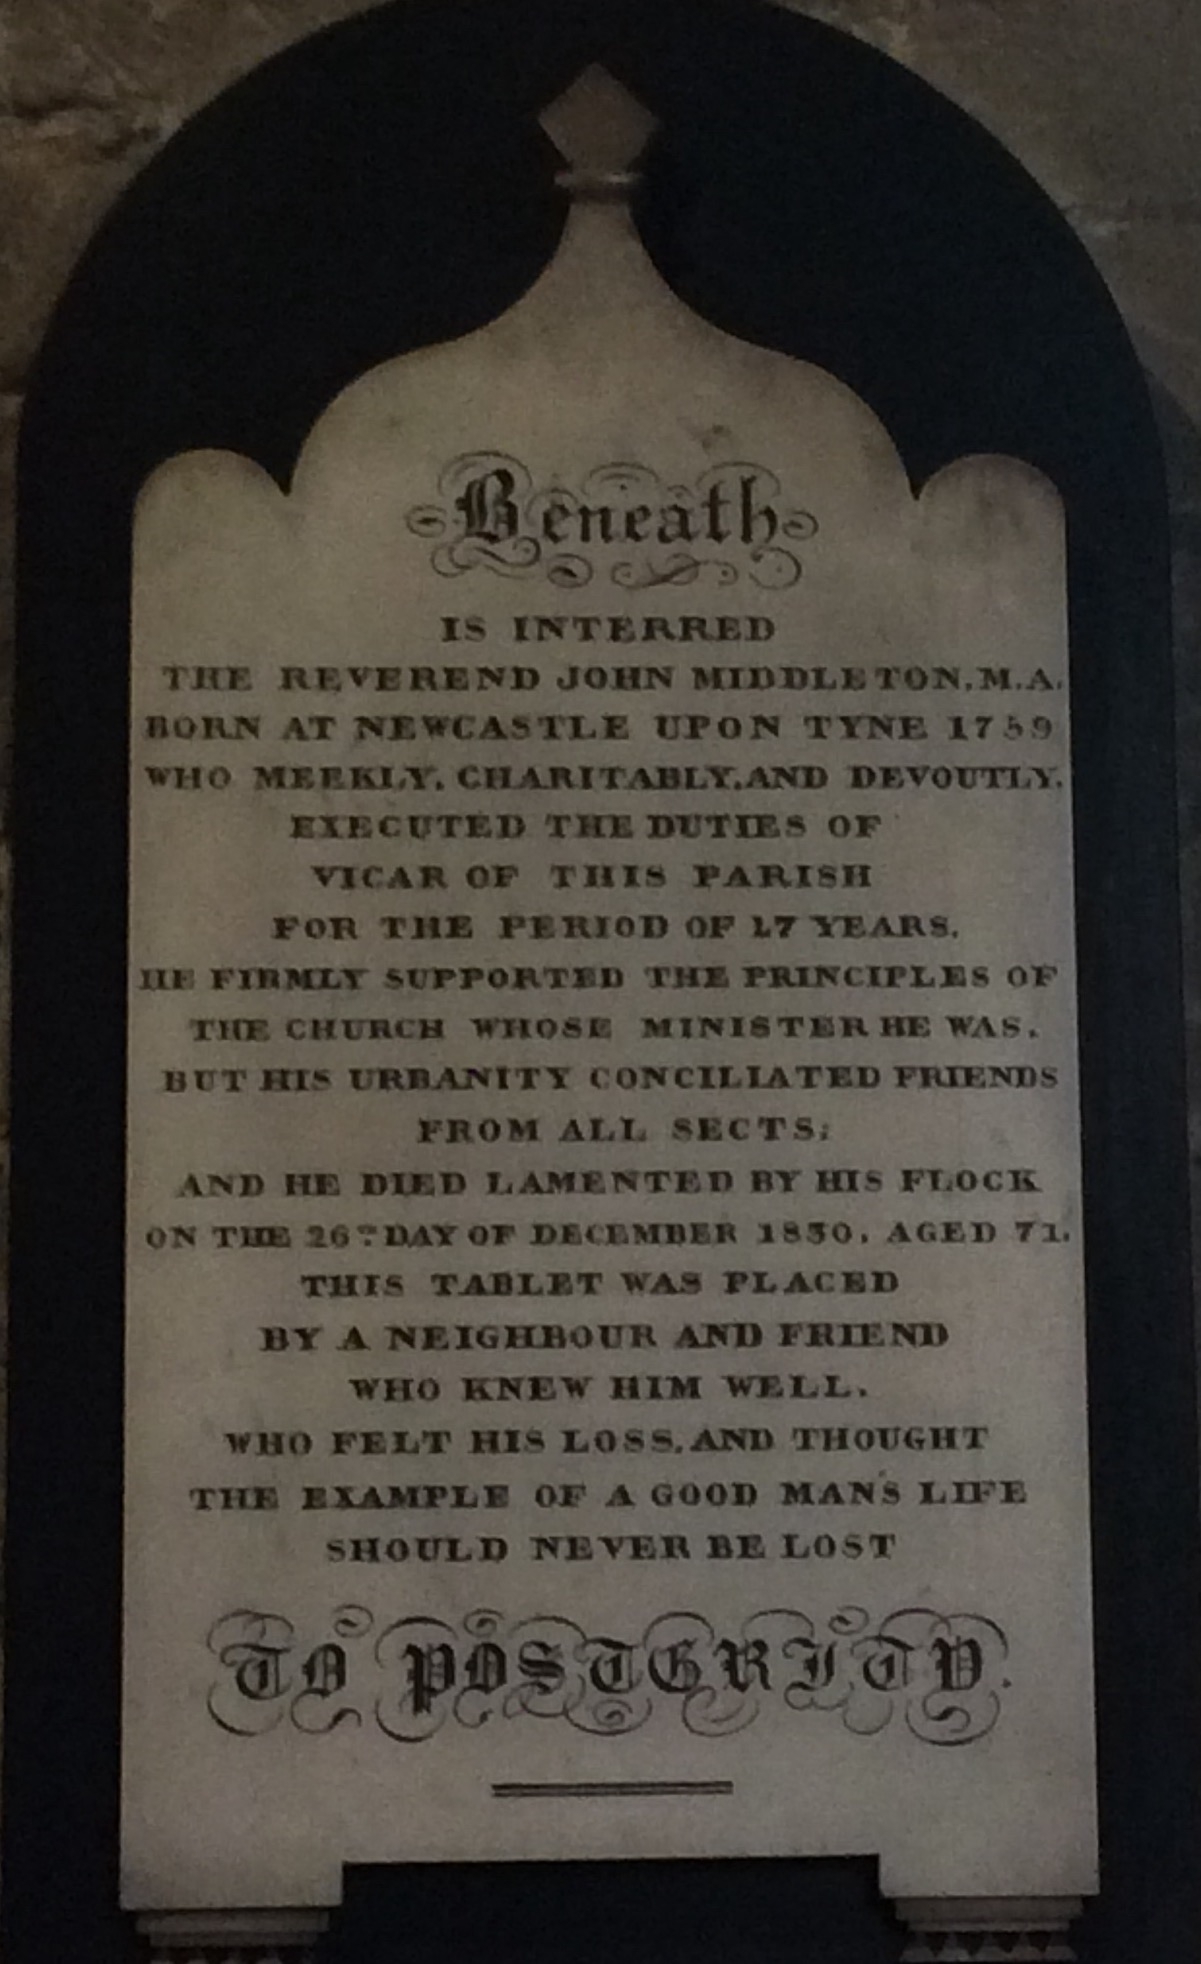 Beneath
IS INTERRED
THE REVEREND JOHN MIDDLETON, M.A.
BORN AT NEWCASTLE UPON TYNE 1759
WHO MEEKLY, CHARITABLY, AND DEVOUTLY,
EXECUTED THE DUTIES OF
VICAR OF THIS PARISH
FOR THE PERIOD OF 17 YEARS.
HE FIRMLY SUPPORTED THE PRINCIPLES OF
THE CHURCH WHOSE MINISTER HE WAS,
BUT HIS URBANITY CONCILIATED FRIENDS
FROM ALL SECTS;
AND HE DIED LAMENTED BY HIS FLOCK
ON THE 26TH DAY OF DECEMBER 1830, AGED 71.
THIS TABLET WAS PLACED
BY A NEIGHBOUR AND FRIEND
WHO KNEW HIM WELL,
WHO FELT HIS LOSS, AND THOUGHT
THE EXAMPLE OF A GOOD MAN'S LIFE
SHOULD NEVER BE LOST
TO POSTERITY.